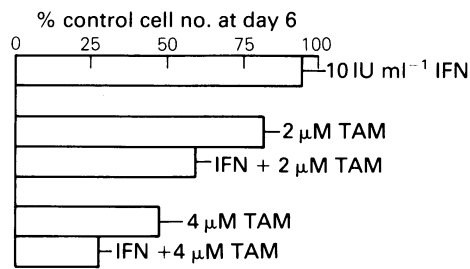 % control cell no. at day 6
0 25 50 75 100
10 IU ml⁻¹ IFN
2 μM TAM
IFN + 2 μM TAM
4 μM TAM
IFN +4 μM TAM